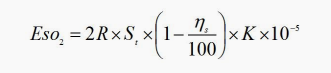 Eso₂ = 2R × Sₜ × (1 − ηₛ/100) × K × 10⁻⁵